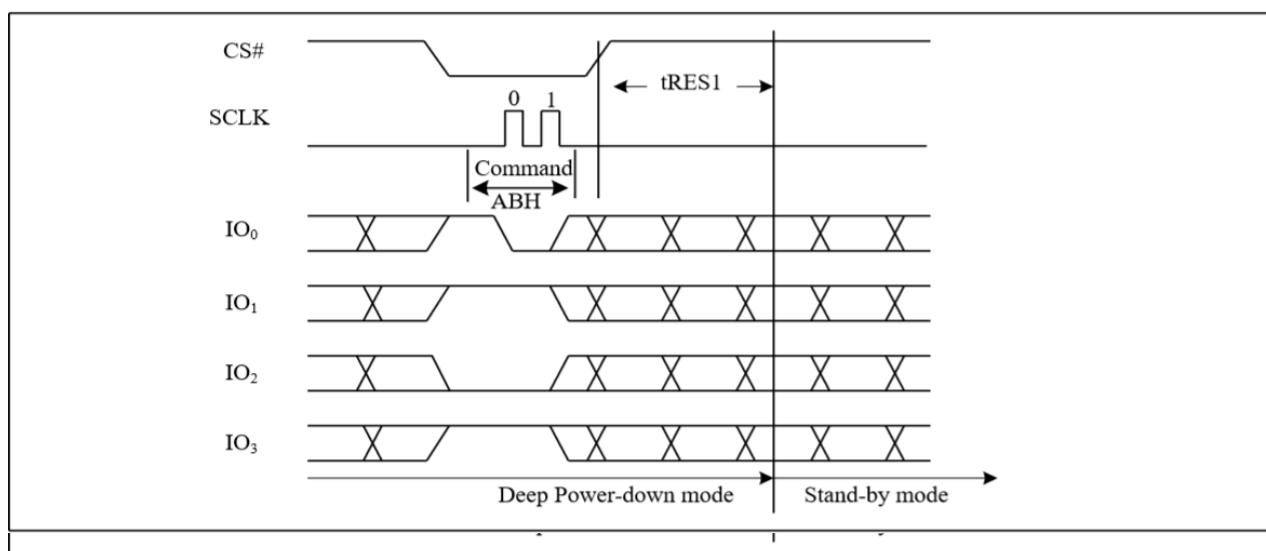 CS#
tRES1
0 1
SCLK
Command
ABH
IO₀
IO₁
IO₂
IO₃
Deep Power-down mode Stand-by mode